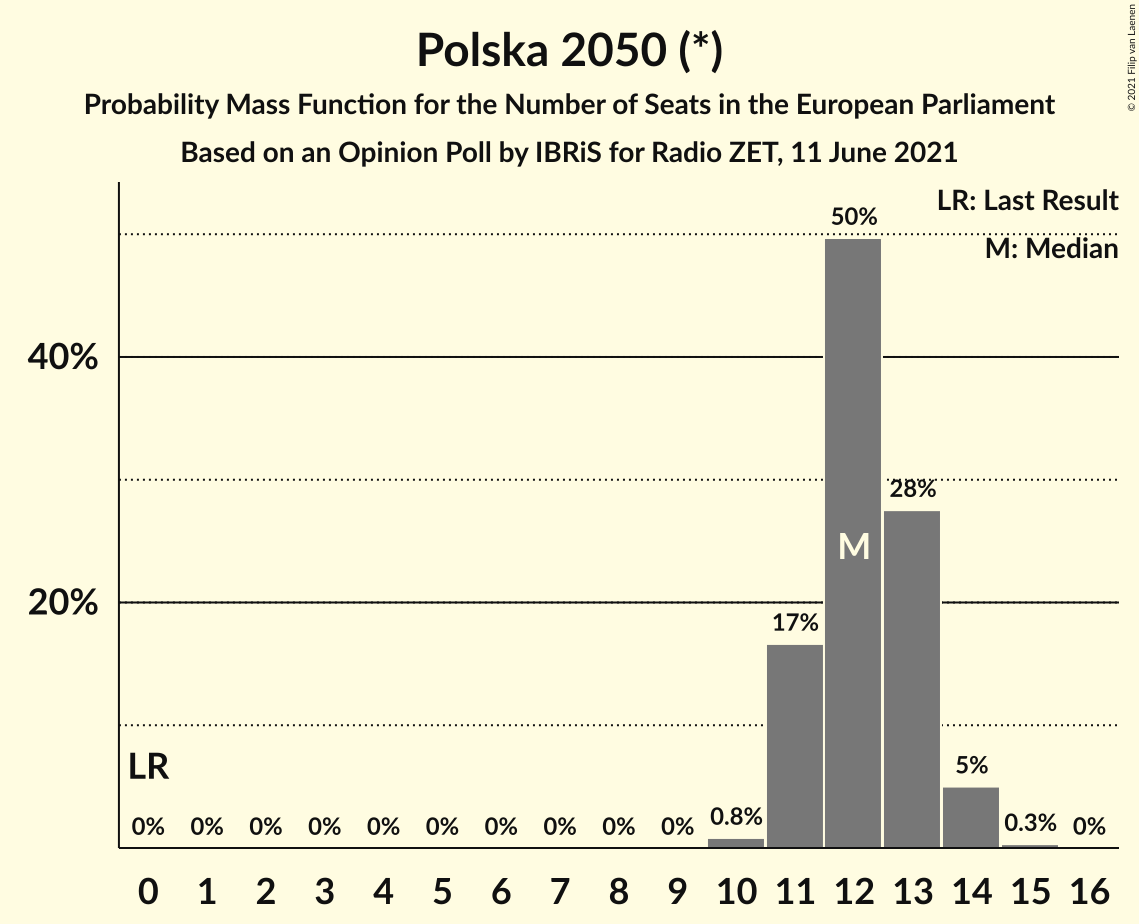 Polska 2050 (*)
Probability Mass Function for the Number of Seats in the European Parliament
Based on an Opinion Poll by IBRiS for Radio ZET, 11 June 2021
© 2021 Filip van Laenen
LR: Last Result
M: Median
40%
20%
50%
28%
17%
M
LR
5%
0% 0% 0% 0% 0% 0% 0% 0% 0% 0% 0.8% 0.3% 0%
0 1 2 3 4 5 6 7 8 9 10 11 12 13 14 15 16